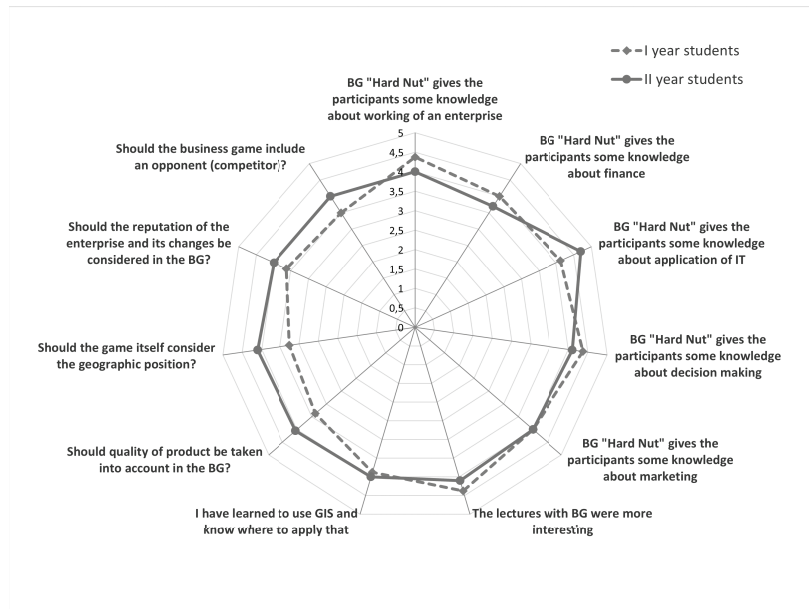 I year students
II year students
BG "Hard Nut" gives the
participants some knowledge
about working of an enterprise
BG "Hard Nut" gives the
participants some knowledge
about finance
BG "Hard Nut" gives the
participants some knowledge
about application of IT
BG "Hard Nut" gives the
participants some knowledge
about decision making
BG "Hard Nut" gives the
participants some knowledge
about marketing
The lectures with BG were more
interesting
I have learned to use GIS and
know where to apply that
Should quality of product be taken
into account in the BG?
Should the game itself consider
the geographic position?
Should the reputation of the
enterprise and its changes be
considered in the BG?
Should the business game include
an opponent (competitor)?
5
4,5
4
3,5
3
2,5
2
1,5
1
0,5
0